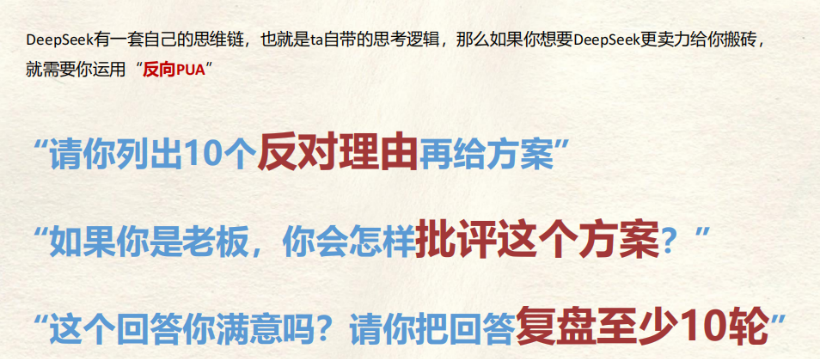 DeepSeek有一套自己的思维链，也就是ta自带的思考逻辑，那么如果你想要DeepSeek更卖力给你搬砖，
就需要你运用“反向PUA”
“请你列出10个反对理由再给方案”
“如果你是老板，你会怎样批评这个方案？”
“这个回答你满意吗？请你把回答复盘至少10轮”